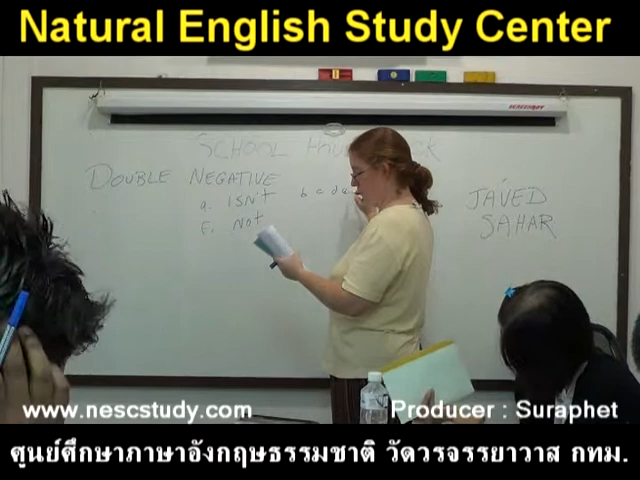 Natural English Study Center
SCHOOL
DOUBLE NEGATIVE
a. ISN't b c d e
f. Not
JAVED
SAHAR
www.nescstudy.com
Producer : Suraphet
ศูนย์ศึกษาภาษาอังกฤษธรรมชาติ วัดวรจรรยาวาส กทม.